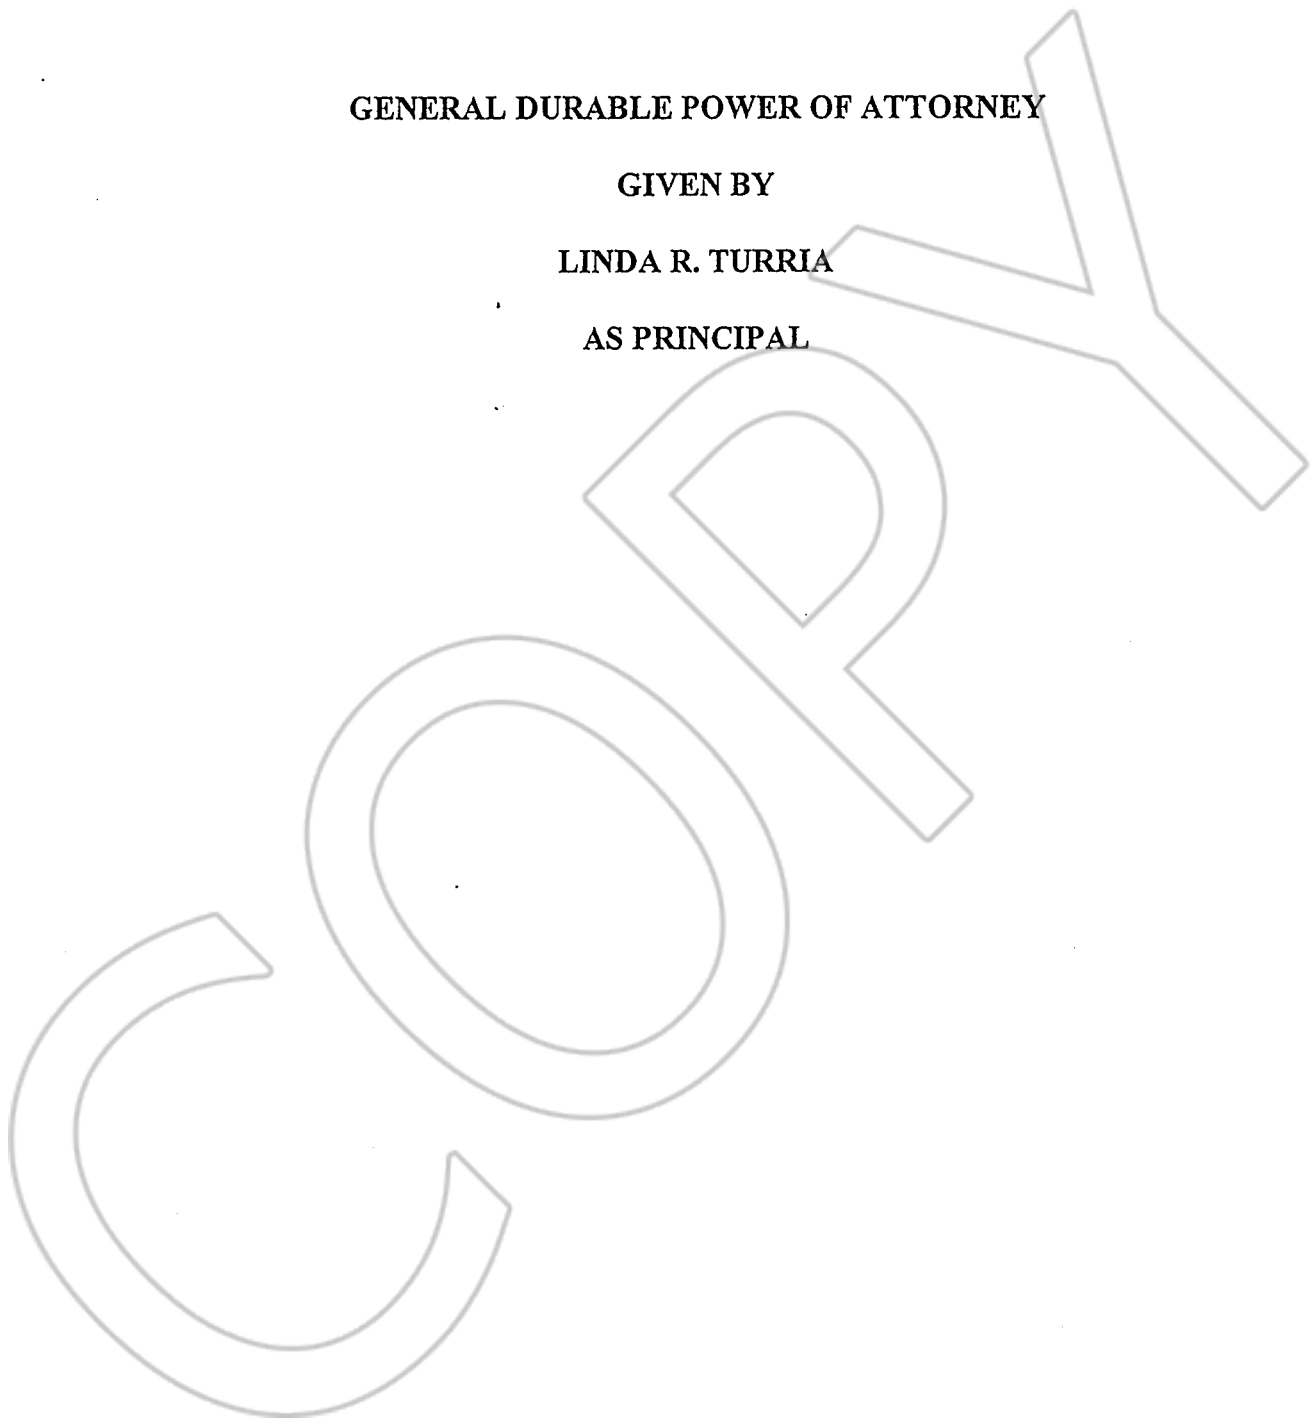 GENERAL DURABLE POWER OF ATTORNEY
GIVEN BY
LINDA R. TURRIA
AS PRINCIPAL
COPY